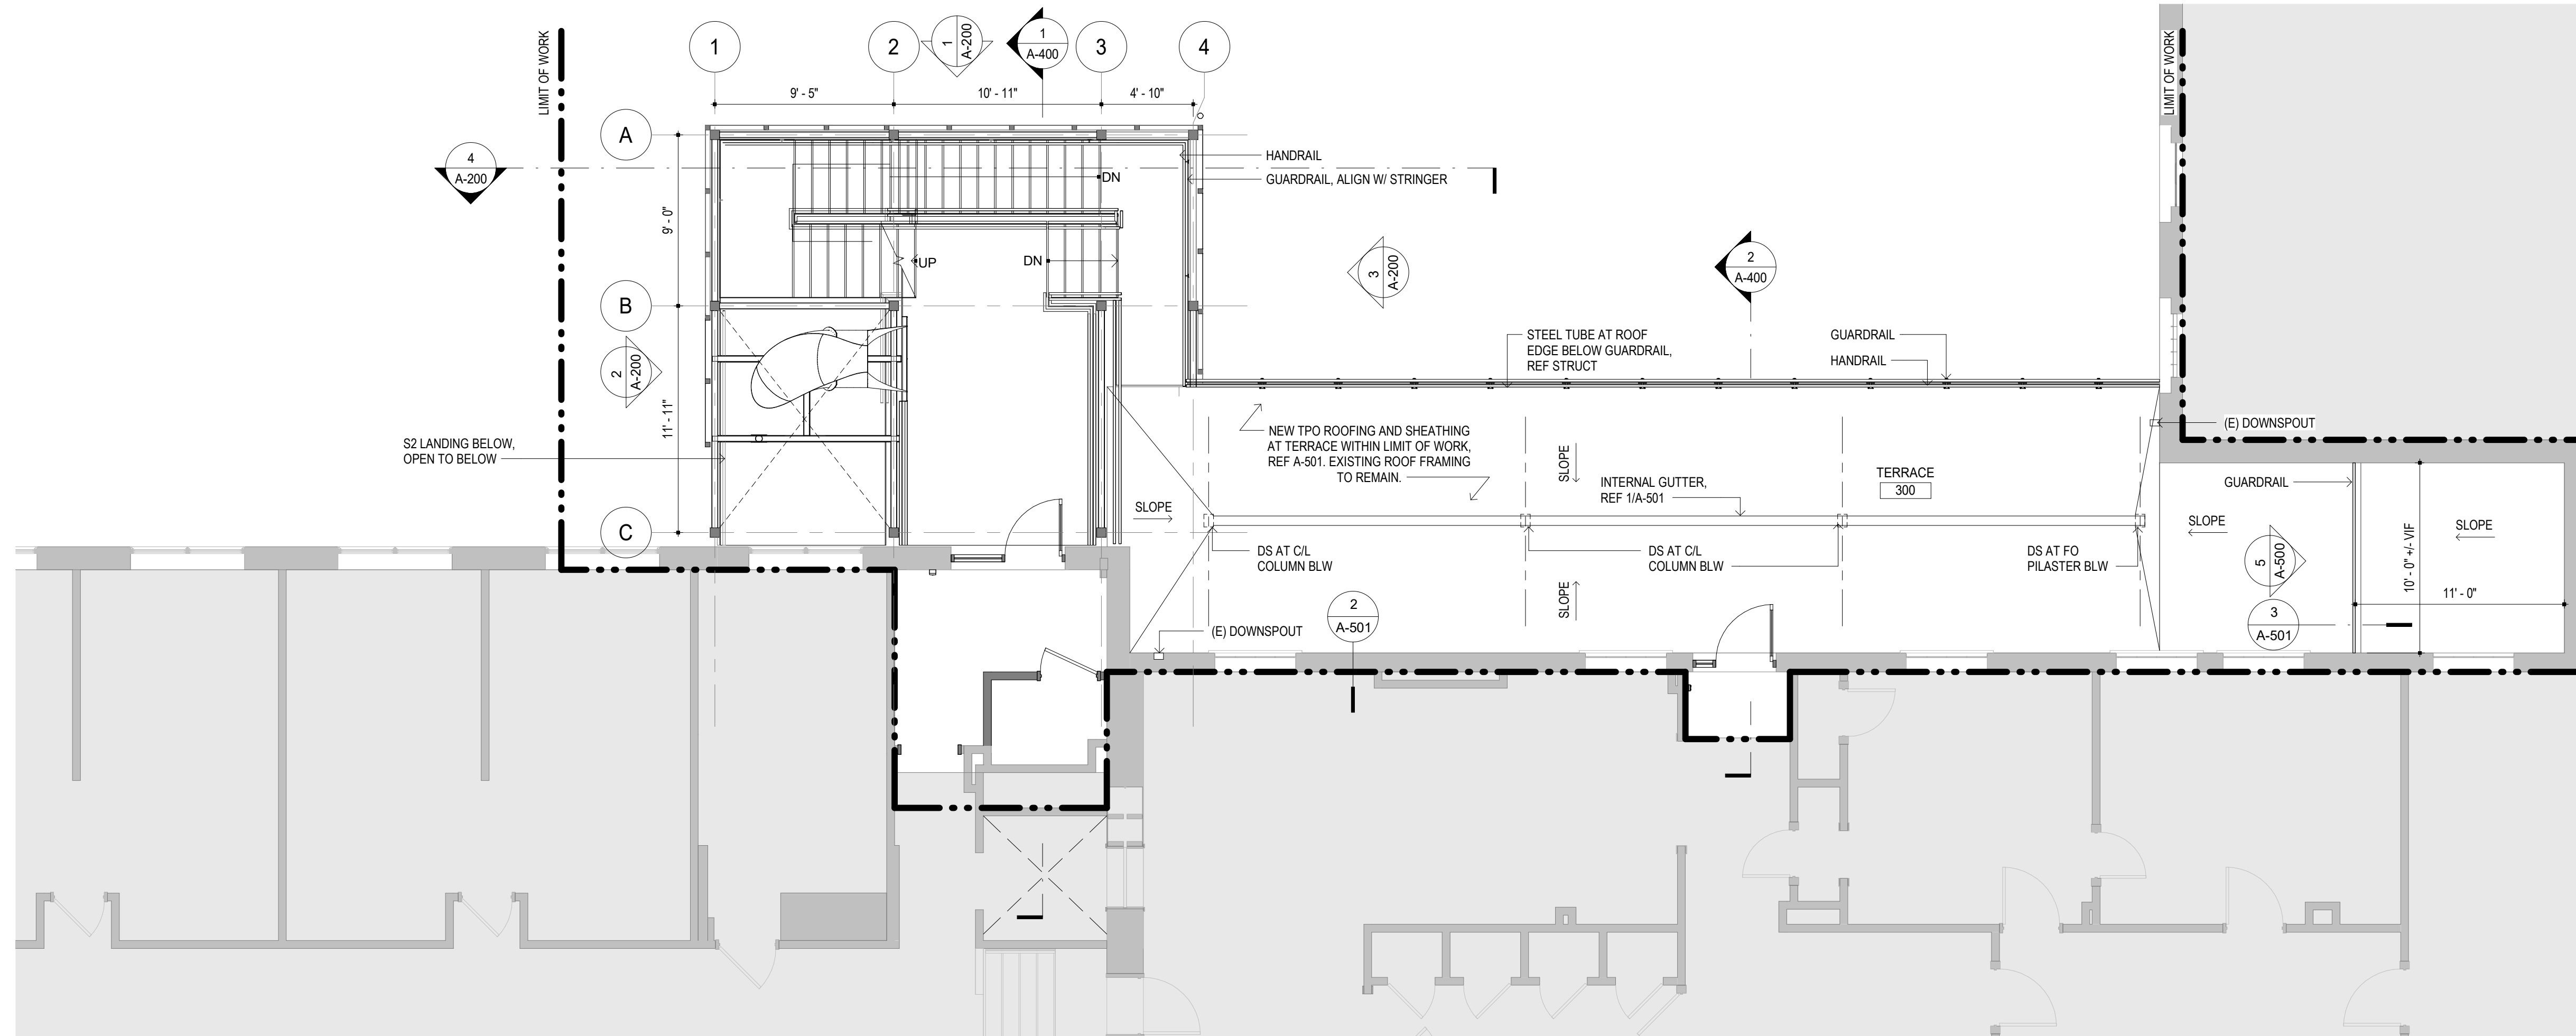 LIMIT OF WORK
1
2
1
A-200
1
A-400
3
4
LIMIT OF WORK
9' - 5"
10' - 11"
4' - 10"
A
4
A-200
HANDRAIL
GUARDRAIL, ALIGN W/ STRINGER
DN
9' - 0"
UP
DN
3
A-200
2
A-400
B
2
A-200
11' - 11"
STEEL TUBE AT ROOF
EDGE BELOW GUARDRAIL,
REF STRUCT
GUARDRAIL
HANDRAIL
(E) DOWNSPOUT
S2 LANDING BELOW,
OPEN TO BELOW
NEW TPO ROOFING AND SHEATHING
AT TERRACE WITHIN LIMIT OF WORK,
REF A-501. EXISTING ROOF FRAMING
TO REMAIN.
SLOPE
INTERNAL GUTTER,
REF 1/A-501
TERRACE
300
GUARDRAIL
C
SLOPE
SLOPE
SLOPE
10' - 0" +/- VIF
DS AT C/L
COLUMN BLW
DS AT C/L
COLUMN BLW
DS AT FO
PILASTER BLW
5
A-500
11' - 0"
SLOPE
2
A-501
3
A-501
(E) DOWNSPOUT